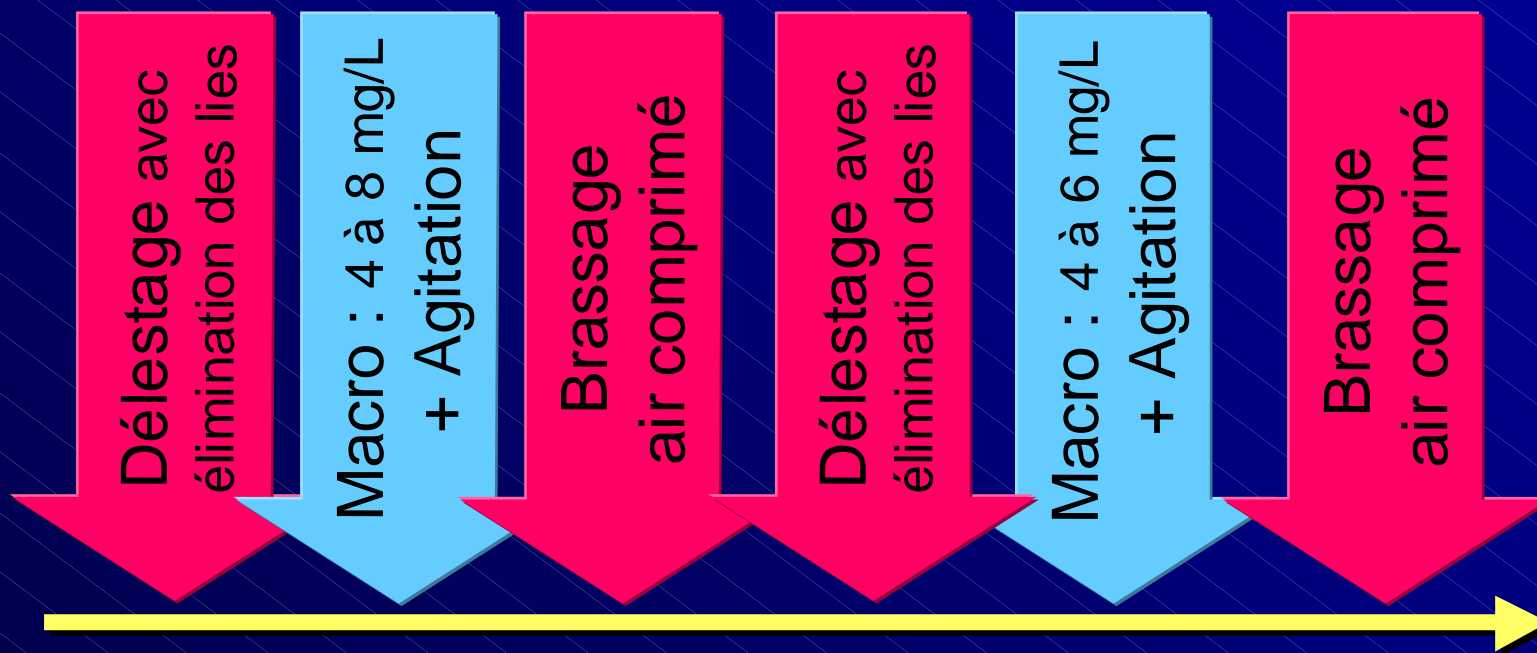 Délestage avec
élimination des lies
Macro : 4 à 8 mg/L
+ Agitation
Brassage
air comprimé
Délestage avec
élimination des lies
Macro : 4 à 6 mg/L
+ Agitation
Brassage
air comprimé